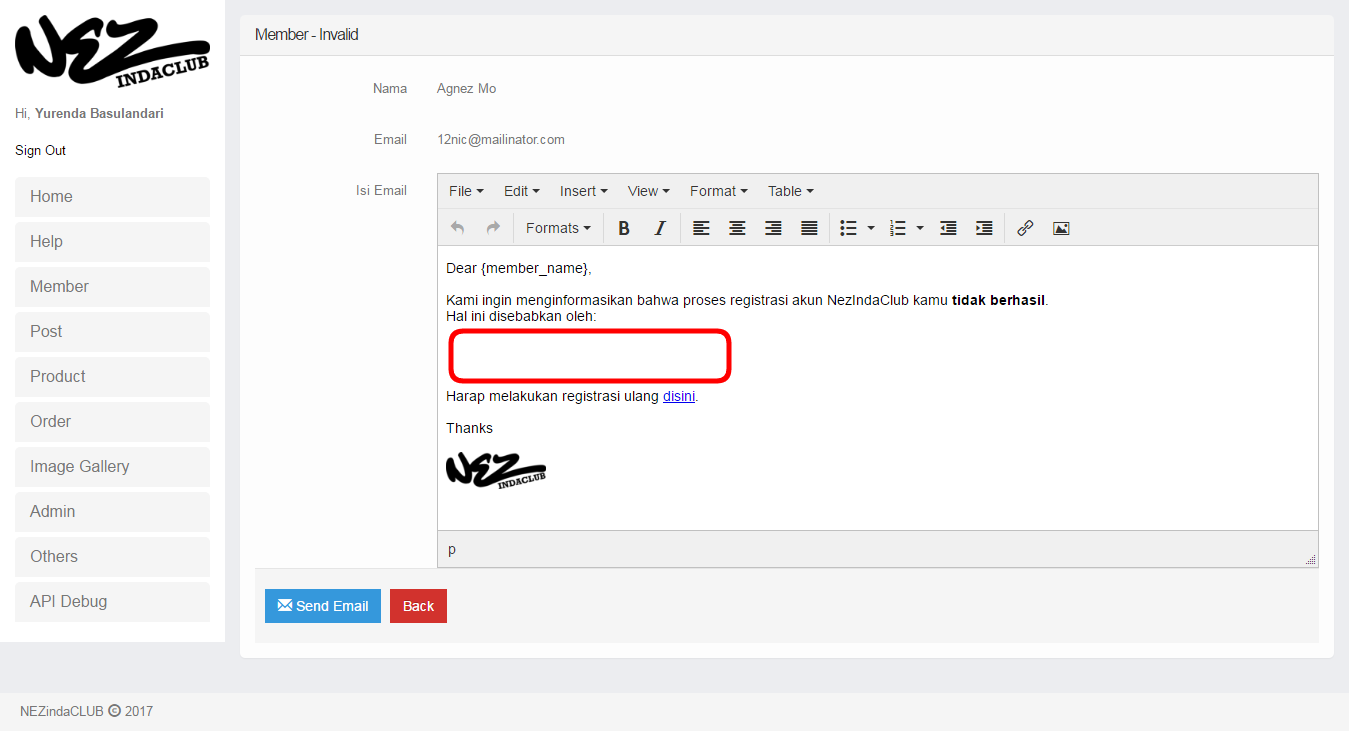 NEZ
INDACLUB
Hi, Yurenda Basulandari
Sign Out
Home
Help
Member
Post
Product
Order
Image Gallery
Admin
Others
API Debug
Member - Invalid
Nama Agnez Mo
Email 12nic@mailinator.com
Isi Email
File Edit Insert View Format Table
Formats B I
Dear {member_name},
Kami ingin menginformasikan bahwa proses registrasi akun NezIndaClub kamu tidak berhasil.
Hal ini disebabkan oleh:
Harap melakukan registrasi ulang disini.
Thanks
NEZ
INDACLUB
p
Send Email Back
NEZindaCLUB © 2017